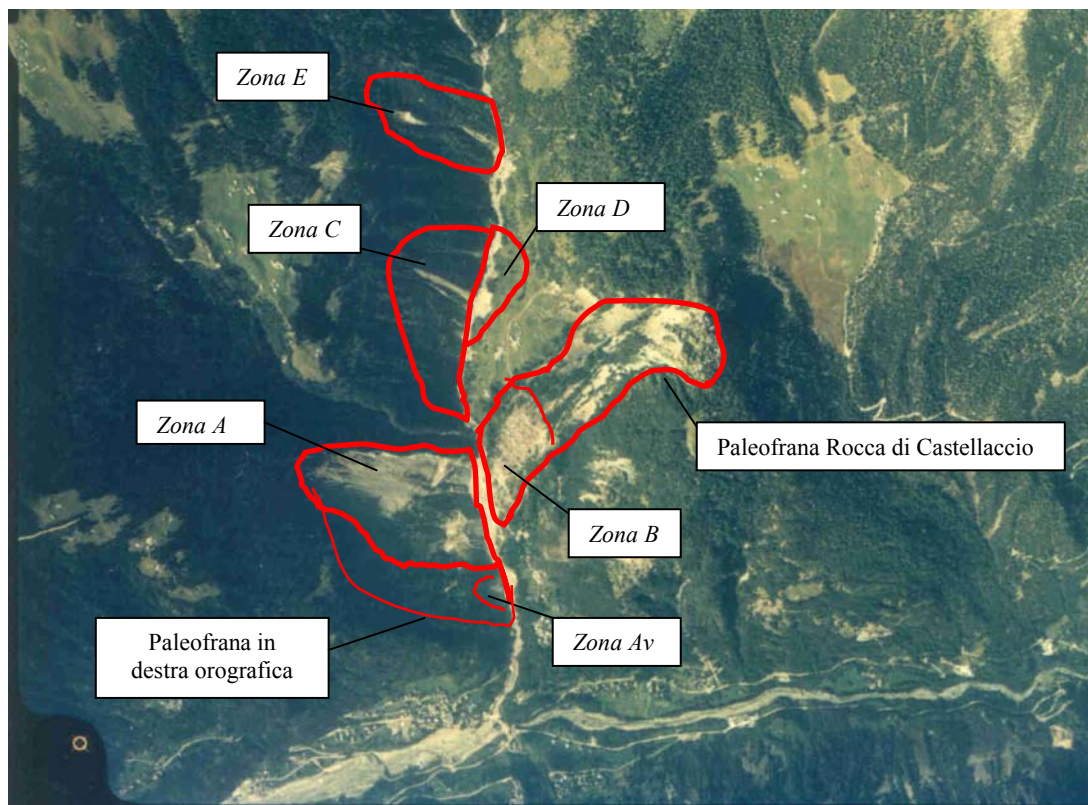 Zona E
Zona D
Zona C
Zona A
Paleofrana Rocca di Castellaccio
Zona B
Paleofrana in
destra orografica
Zona Av